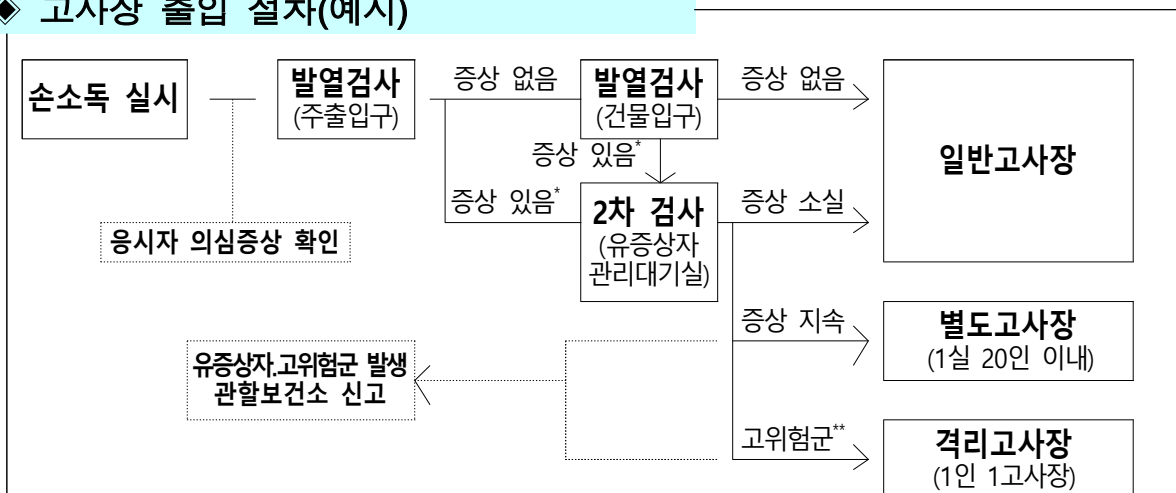 ◈ 고사장 출입 절차(예시)
손소독 실시
발열검사
(주출입구)
증상 없음
발열검사
(건물입구)
증상 없음
일반고사장
증상 있음*
증상 있음*
2차 검사
(유증상자
관리대기실)
증상 소실
응시자 의심증상 확인
증상 지속
별도고사장
(1실 20인 이내)
유증상자.고위험군 발생
관할보건소 신고
고위험군**
격리고사장
(1인 1고사장)